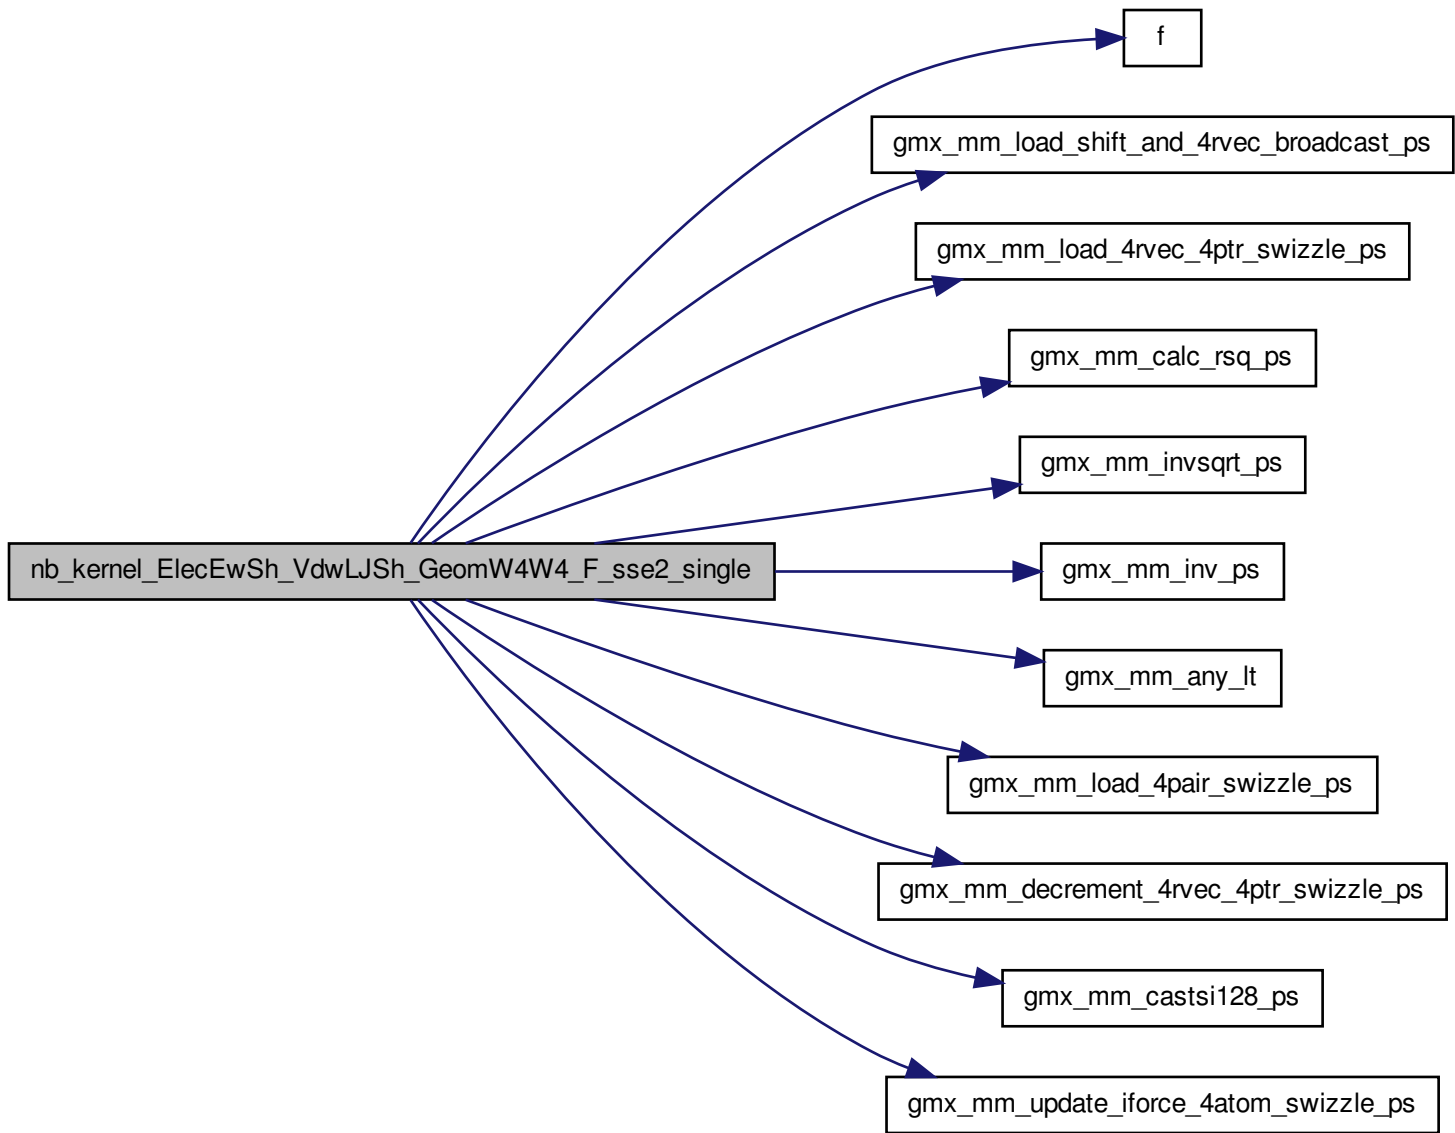 f
gmx_mm_load_shift_and_4rvec_broadcast_ps
gmx_mm_load_4rvec_4ptr_swizzle_ps
gmx_mm_calc_rsq_ps
gmx_mm_invsqrt_ps
nb_kernel_ElecEwSh_VdwLJSh_GeomW4W4_F_sse2_single
gmx_mm_inv_ps
gmx_mm_any_lt
gmx_mm_load_4pair_swizzle_ps
gmx_mm_decrement_4rvec_4ptr_swizzle_ps
gmx_mm_castsi128_ps
gmx_mm_update_iforce_4atom_swizzle_ps